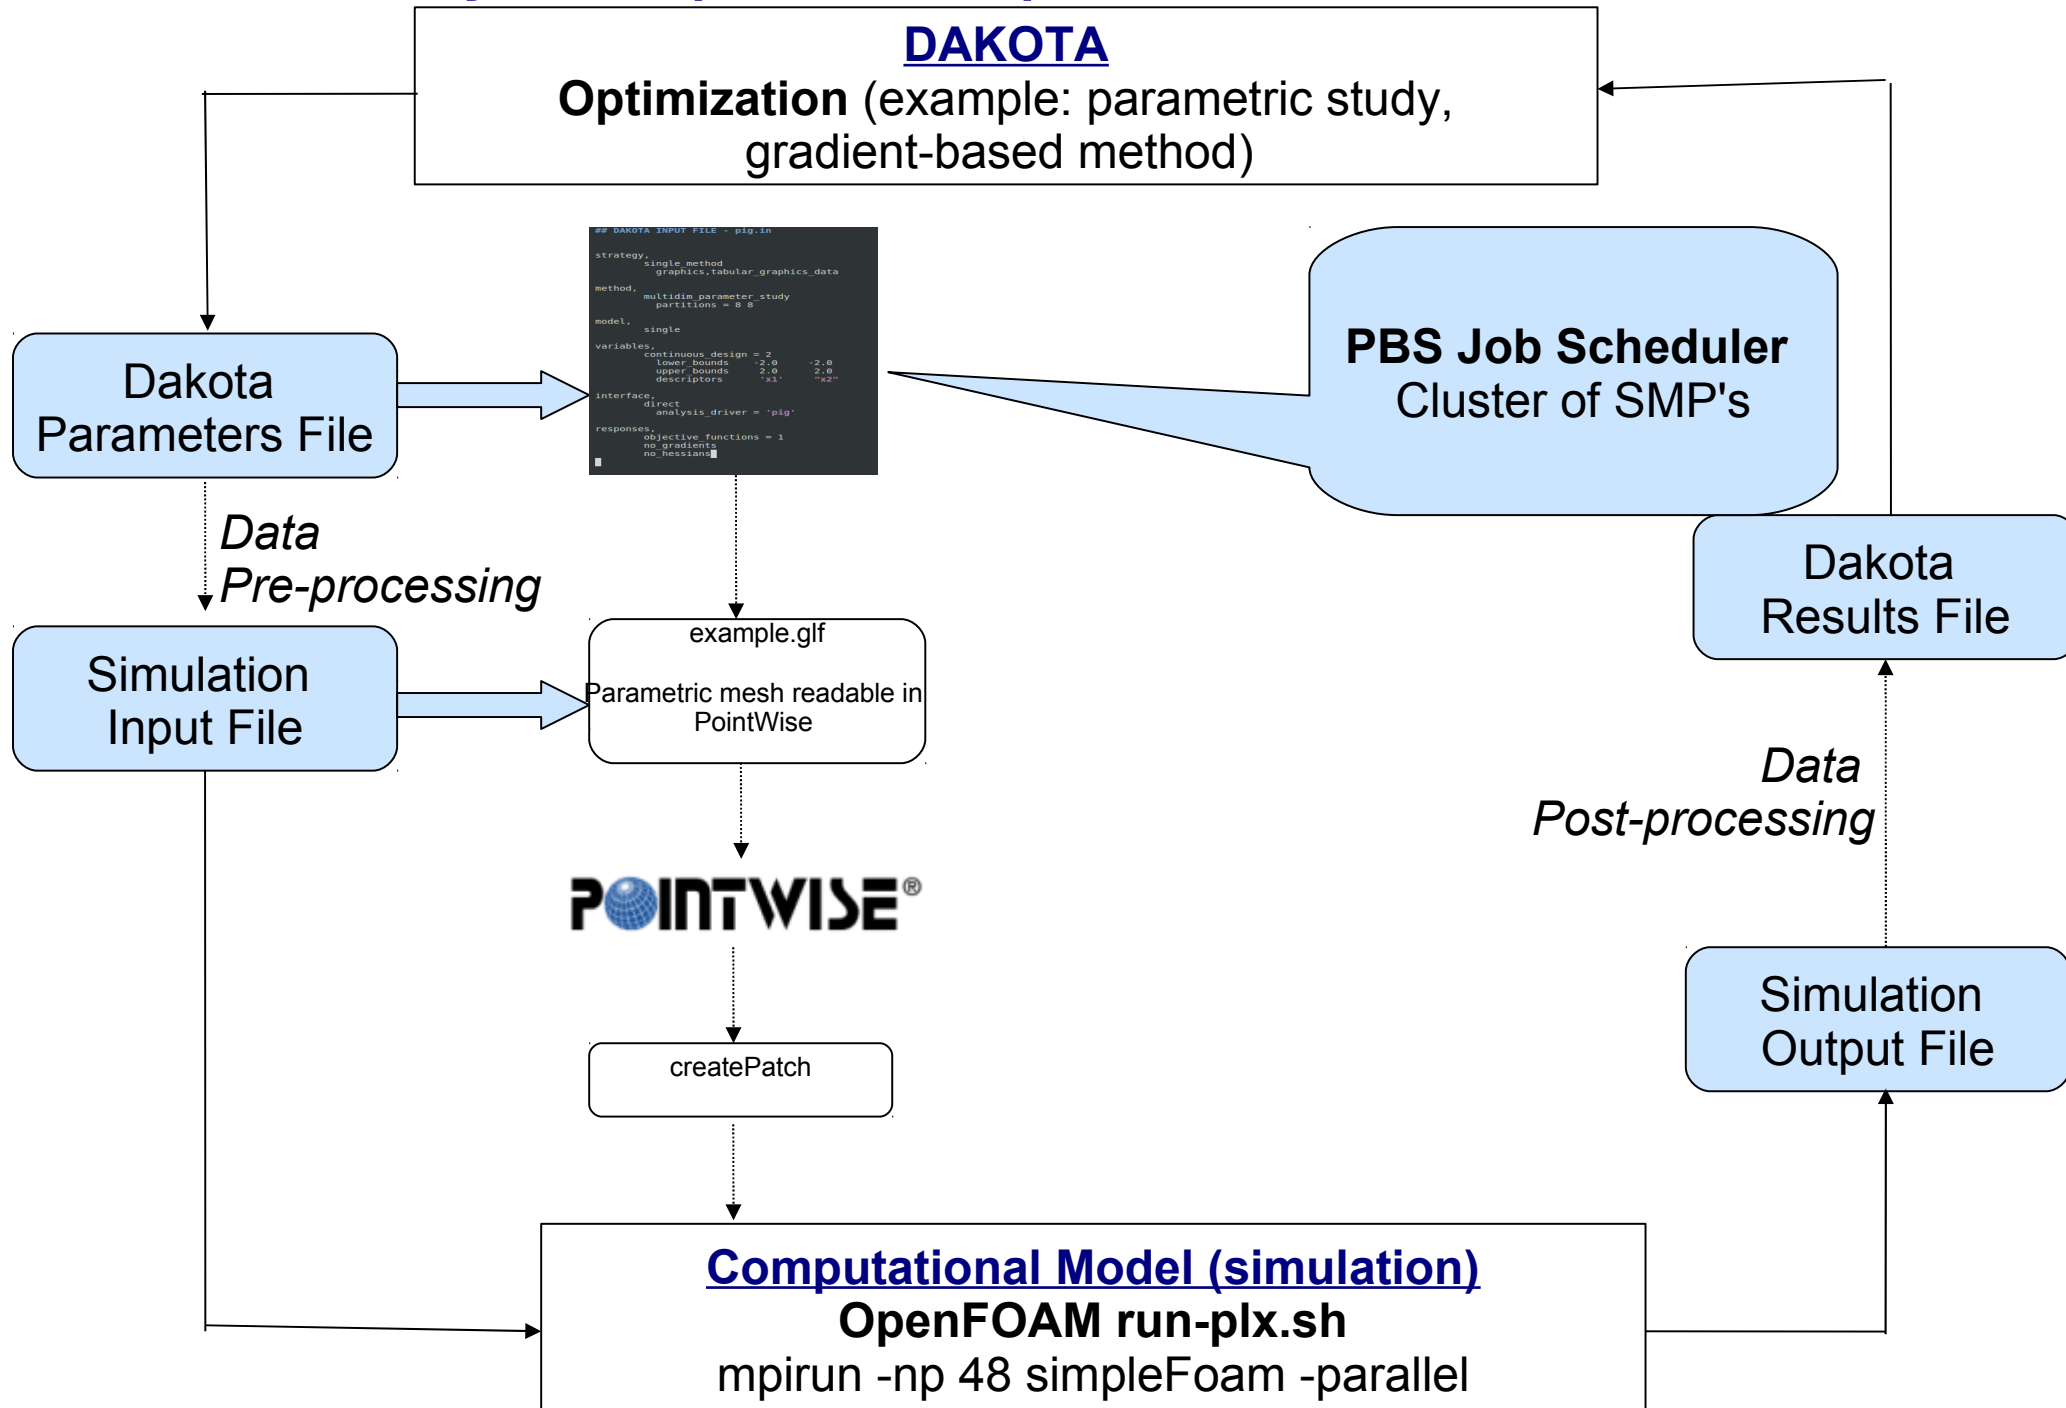 DAKOTA
Optimization (example: parametric study,
gradient-based method)
## DAKOTA INPUT FILE - pig.in
strategy,
single_method
graphics,tabular_graphics_data
method,
multidim_parameter_study
partitions = 8 8
model,
single
variables,
continuous_design = 2
lower_bounds -2.0 -2.0
upper_bounds 2.0 2.0
descriptors 'x1' "x2"
interface,
direct
analysis_driver = 'pig'
responses,
objective_functions = 1
no_gradients
no_hessians
PBS Job Scheduler
Cluster of SMP's
Dakota
Parameters File
Data
Pre-processing
Dakota
Results File
Simulation
Input File
example.glf
Parametric mesh readable in
PointWise
Data
Post-processing
POINTWISE®
Simulation
Output File
createPatch
Computational Model (simulation)
OpenFOAM run-plx.sh
mpirun -np 48 simpleFoam -parallel